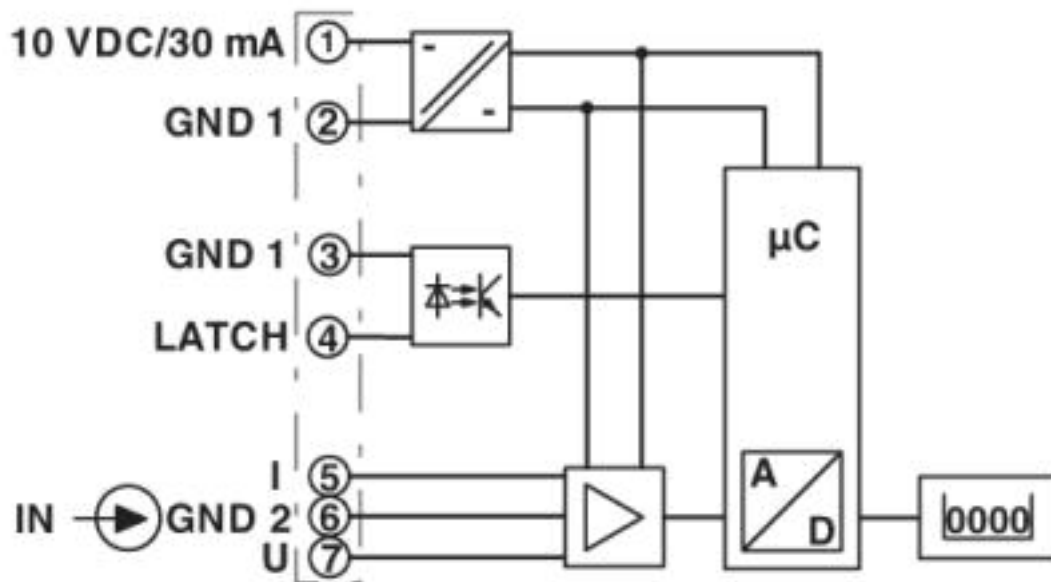 10 VDC/30 mA 1
GND 1 2
GND 1 3
LATCH 4
µC
I 5
IN GND 2 6
U 7
A
D
0000